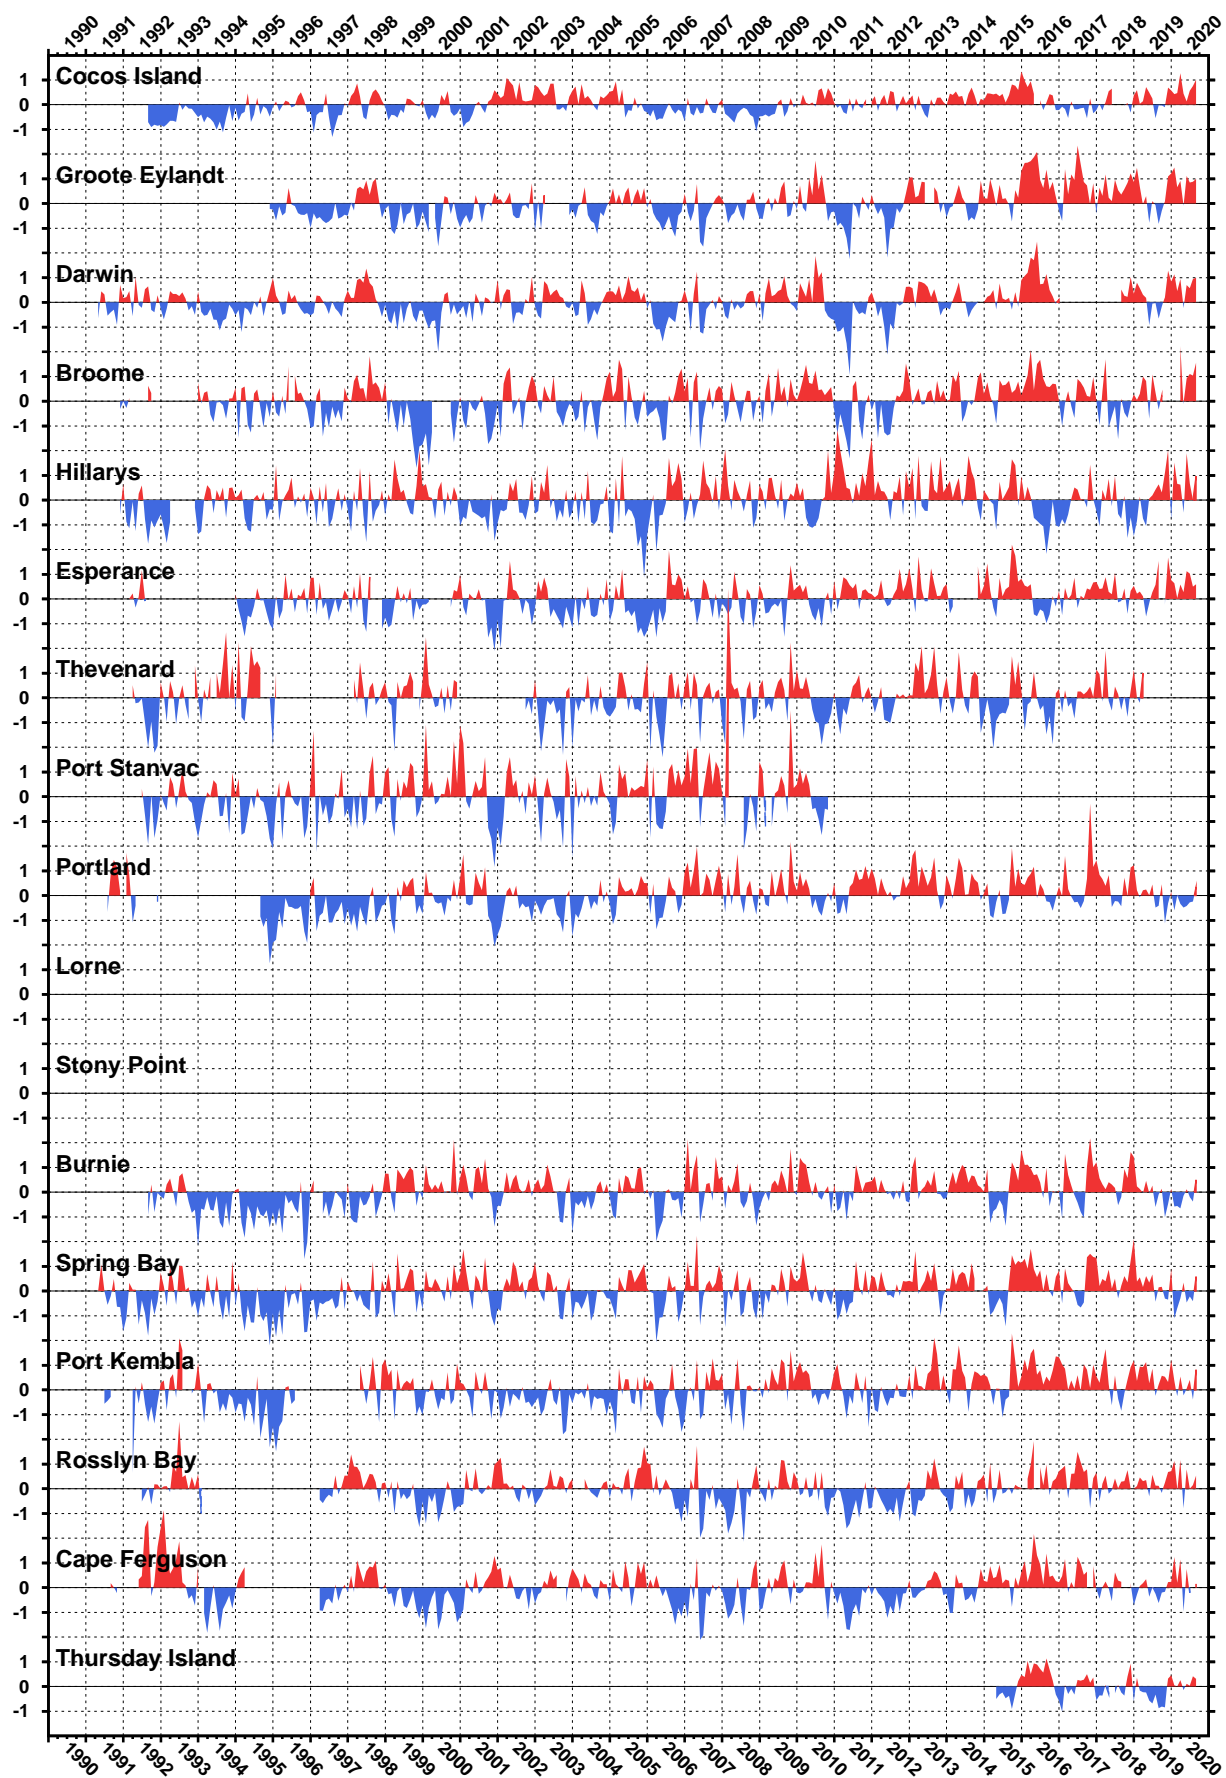 1990 1991 1992 1993 1994 1995 1996 1997 1998 1999 2000 2001 2002 2003 2004 2005 2006 2007 2008 2009 2010 2011 2012 2013 2014 2015 2016 2017 2018 2019 2020
Cocos Island
1
0
-1
Groote Eylandt
1
0
-1
Darwin
1
0
-1
Broome
1
0
-1
Hillarys
1
0
-1
Esperance
1
0
-1
Thevenard
1
0
-1
Port Stanvac
1
0
-1
Portland
1
0
-1
Lorne
1
0
-1
Stony Point
1
0
-1
Burnie
1
0
-1
Spring Bay
1
0
-1
Port Kembla
1
0
-1
Rosslyn Bay
1
0
-1
Cape Ferguson
1
0
-1
Thursday Island
1
0
-1
1990 1991 1992 1993 1994 1995 1996 1997 1998 1999 2000 2001 2002 2003 2004 2005 2006 2007 2008 2009 2010 2011 2012 2013 2014 2015 2016 2017 2018 2019 2020